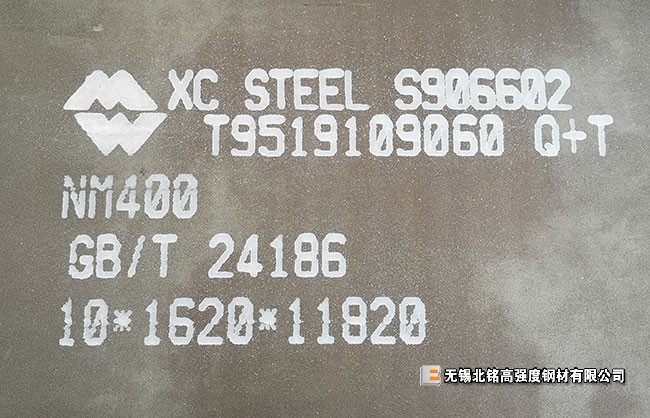 XC STEEL S906602
T9519109060 Q+T
NM400
GB/T 24186
10*1620*11820
无锡北铭高强度钢材有限公司